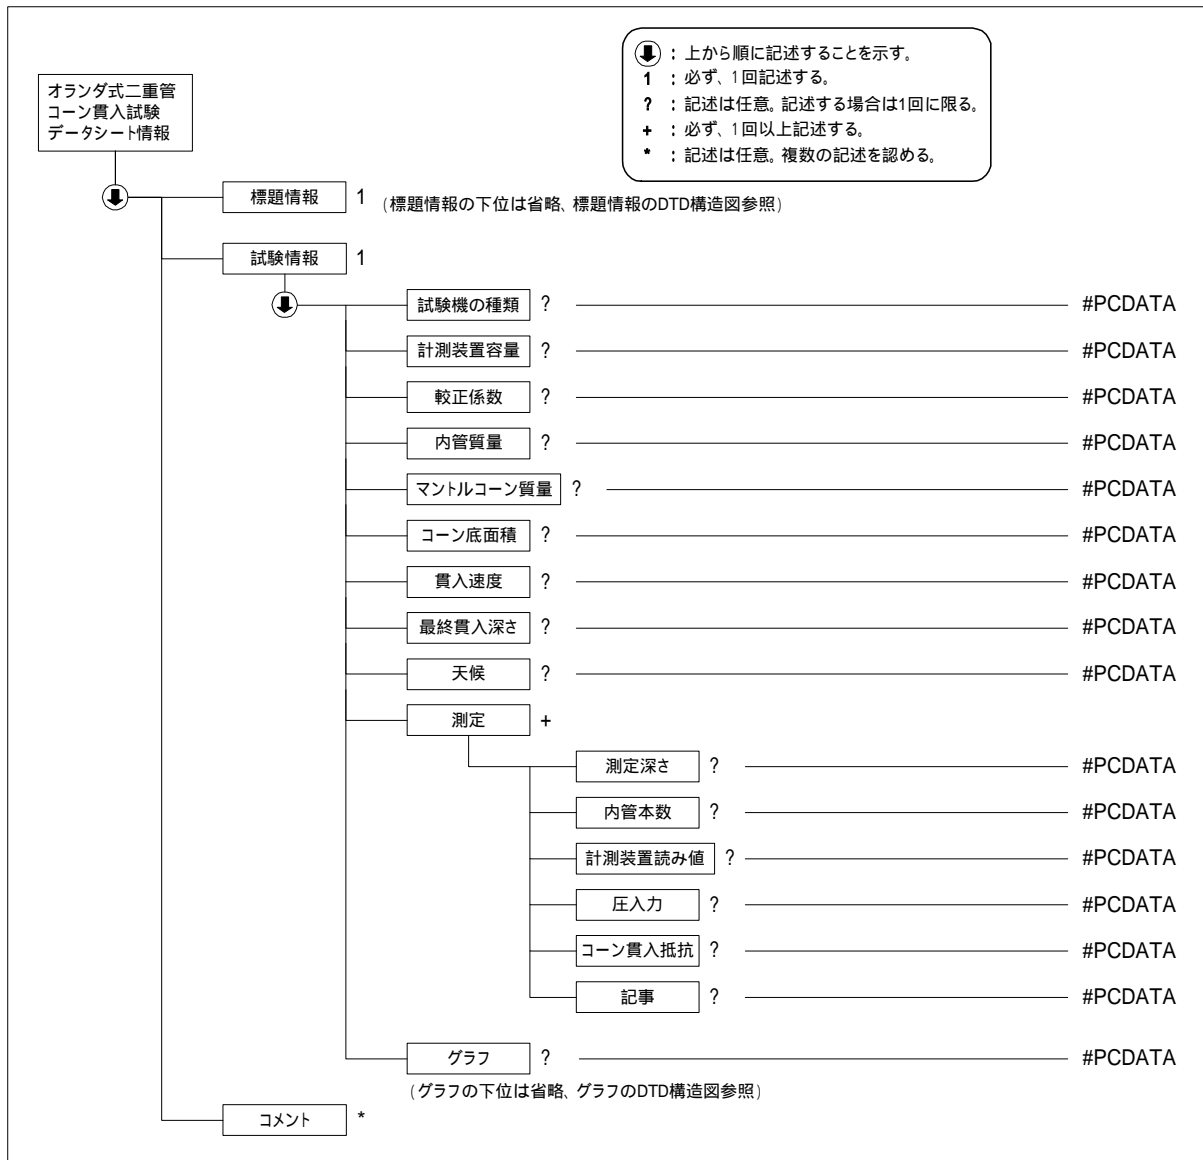 オランダ式二重管
コーン貫入試験
データシート情報
: 上から順に記述することを示す。
1 : 必ず、1回記述する。
? : 記述は任意。記述する場合は1回に限る。
+ : 必ず、1回以上記述する。
* : 記述は任意。複数の記述を認める。
標題情報 1 (標題情報の下位は省略、標題情報のDTD構造図参照)
試験情報 1
試験機の種類 ? #PCDATA
計測装置容量 ? #PCDATA
較正係数 ? #PCDATA
内管質量 ? #PCDATA
マントルコーン質量 ? #PCDATA
コーン底面積 ? #PCDATA
貫入速度 ? #PCDATA
最終貫入深さ ? #PCDATA
天候 ? #PCDATA
測定 +
測定深さ ? #PCDATA
内管本数 ? #PCDATA
計測装置読み値 ? #PCDATA
圧入力 ? #PCDATA
コーン貫入抵抗 ? #PCDATA
記事 ? #PCDATA
グラフ ? #PCDATA
(グラフの下位は省略、グラフのDTD構造図参照)
コメント *